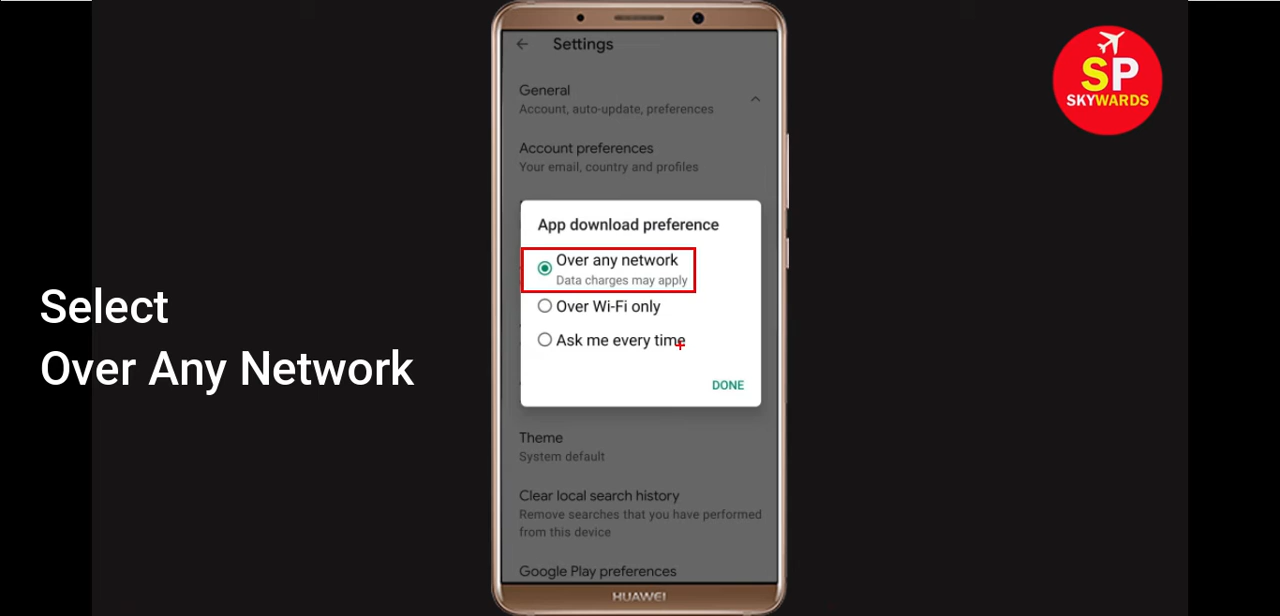 Settings
General
Account, auto-update, preferences
Account preferences
Your email, country and profiles
App download preference
Over any network
Data charges may apply
Over Wi-Fi only
Ask me every time
DONE
Theme
System default
Clear local search history
Remove searches that you have performed
from this device
Google Play preferences
HUAWEI
Select
Over Any Network
SP
SKYWARDS